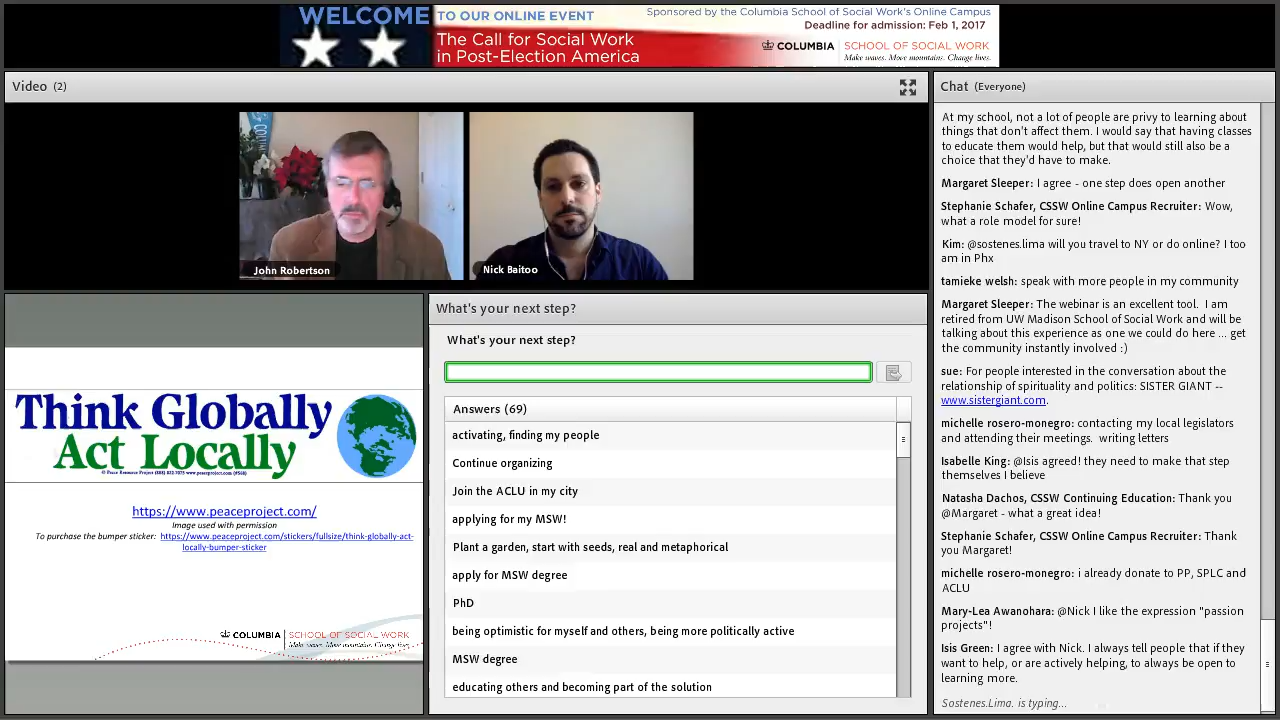 WELCOME TO OUR ONLINE EVENT
The Call for Social Work
in Post-Election America
Sponsored by the Columbia School of Social Work's Online Campus
Deadline for admission: Feb 1, 2017
COLUMBIA | SCHOOL OF SOCIAL WORK
Make waves. Move mountains. Change lives.
Video (2)
John Robertson
Nick Baitoo
Think Globally
Act Locally
© Peace Resource Project
https://www.peaceproject.org/
Image used with permission
To purchase the bumper sticker: https://www.peaceproject.org/stickers/fullsize/think-globally-act-
locally-bumper-sticker
COLUMBIA | SCHOOL OF SOCIAL WORK
Make waves. Move mountains. Change lives.
What's your next step?
What's your next step?
Answers (69)
activating, finding my people
Continue organizing
Join the ACLU in my city
applying for my MSW!
Plant a garden, start with seeds, real and metaphorical
apply for MSW degree
PhD
being optimistic for myself and others, being more politically active
MSW degree
educating others and becoming part of the solution
Chat (Everyone)
At my school, not a lot of people are privy to learning about
things that don't affect them. I would say that having classes
to educate them would help, but that would still also be a
choice that they'd have to make.
Margaret Sleeper: I agree - one step does open another
Stephanie Schafer, CSSW Online Campus Recruiter: Wow,
what a role model for sure!
Kim: @sostenes.lima will you travel to NY or do online? I too
am in Phx
tamieke welsh: speak with more people in my community
Margaret Sleeper: The webinar is an excellent tool. I am
retired from UW Madison School of Social Work and will be
talking about this experience as one we could do here ... get
the community instantly involved :)
sue: For people interested in the conversation about the
relationship of spirituality and politics: SISTER GIANT --
www.sistergiant.com.
michelle rosero-monegro: contacting my local legislators
and attending their meetings. writing letters
Isabelle King: @Isis agreed! they need to make that step
themselves I believe
Natasha Dachos, CSSW Continuing Education: Thank you
@Margaret - what a great idea!
Stephanie Schafer, CSSW Online Campus Recruiter: Thank
you Margaret!
michelle rosero-monegro: i already donate to PP, SPLC and
ACLU
Mary-Lea Awanohara: @Nick I like the expression "passion
projects"!
Isis Green: I agree with Nick. I always tell people that if they
want to help, or are actively helping, to always be open to
learning more.
Sostenes.Lima. is typing...